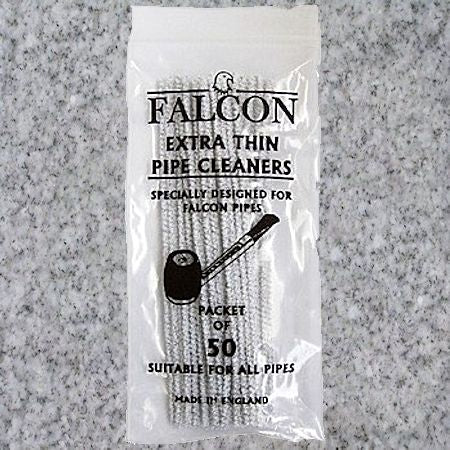 FALCON
EXTRA THIN
PIPE CLEANERS
SPECIALLY DESIGNED FOR
FALCON PIPES
PACKET
OF
50
SUITABLE FOR ALL PIPES
MADE IN ENGLAND